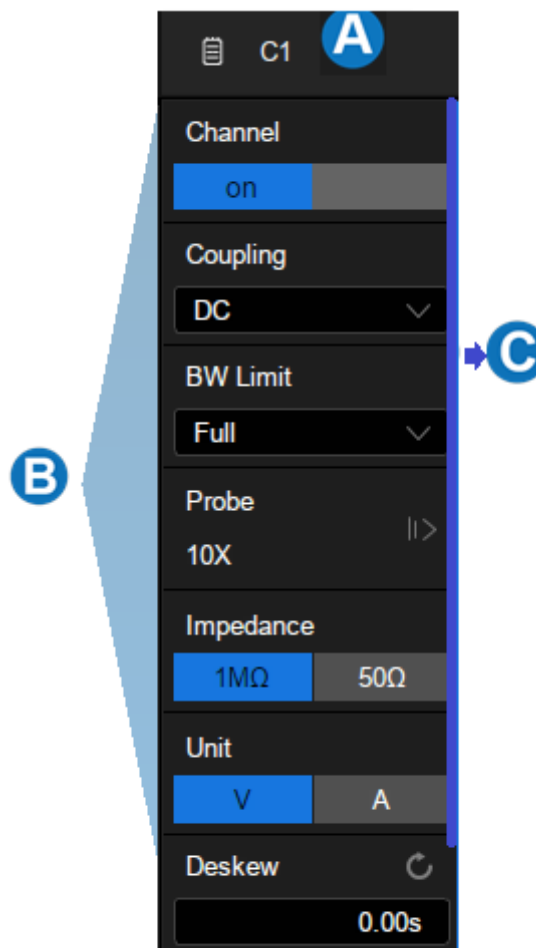 C1
A
Channel
on
Coupling
DC
BW Limit
Full
C
B
Probe
10X
Impedance
1MΩ 50Ω
Unit
V A
Deskew
0.00s